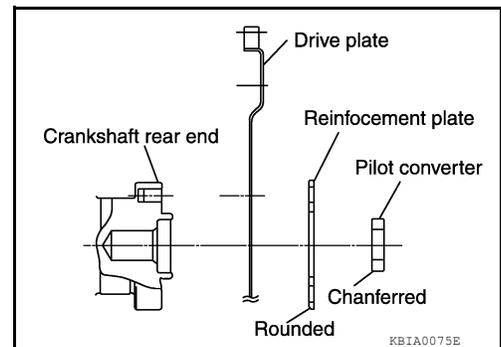 Drive plate
Reinfocement plate
Crankshaft rear end
Pilot converter
Chanferred
Rounded
KBIA0075E